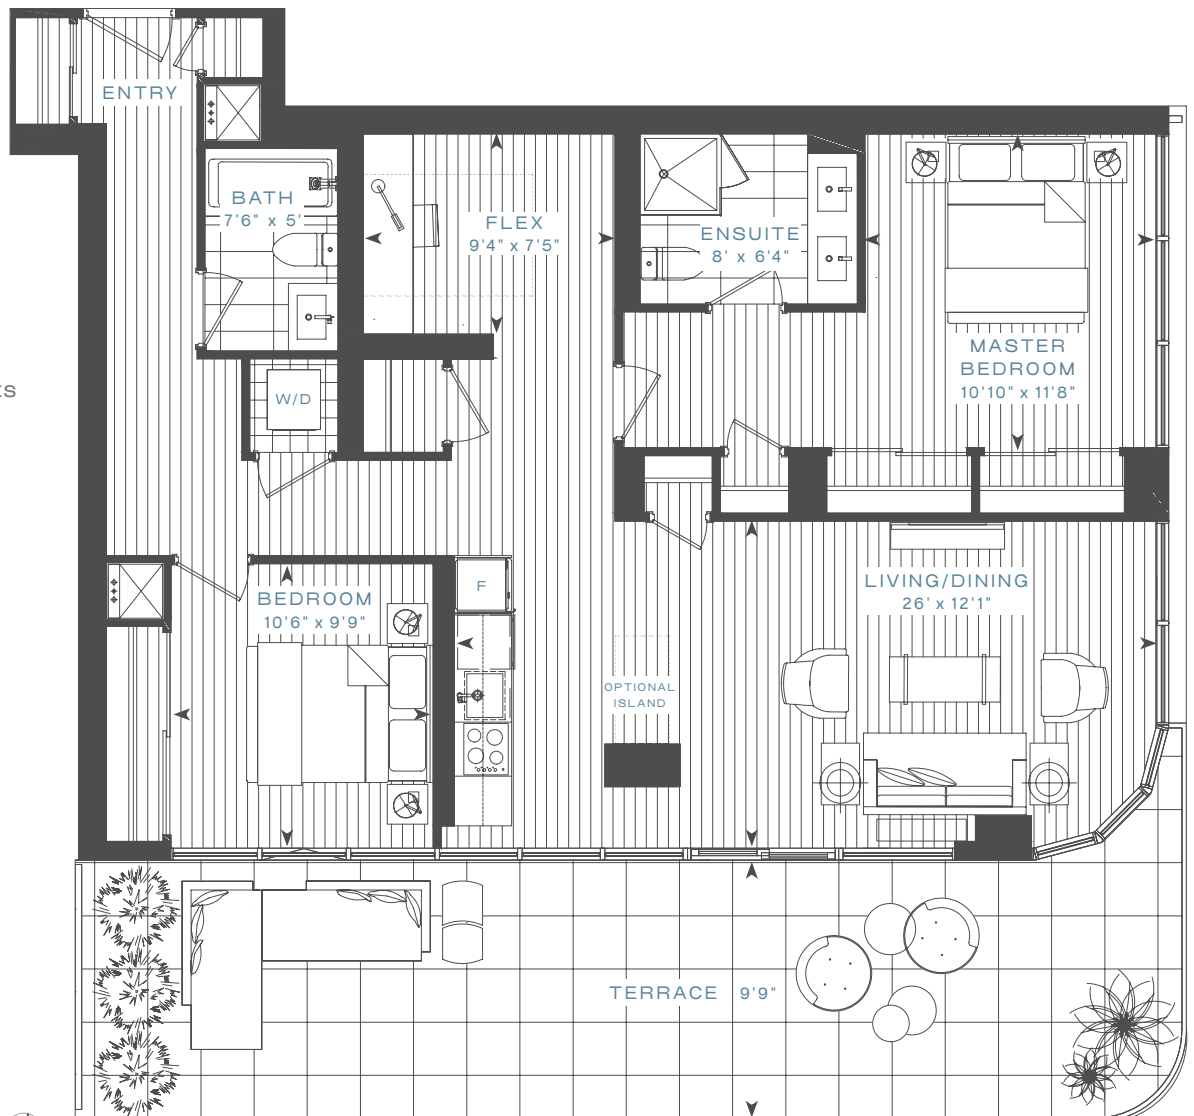 ENTRY
BATH
7'6" x 5'
FLEX
9'4" x 7'5"
ENSUITE
8' x 6'4"
MASTER
BEDROOM
10'10" x 11'8"
ts
W/D
BEDROOM
10'6" x 9'9"
F
LIVING/DINING
26' x 12'1"
OPTIONAL
ISLAND
TERRACE 9'9"